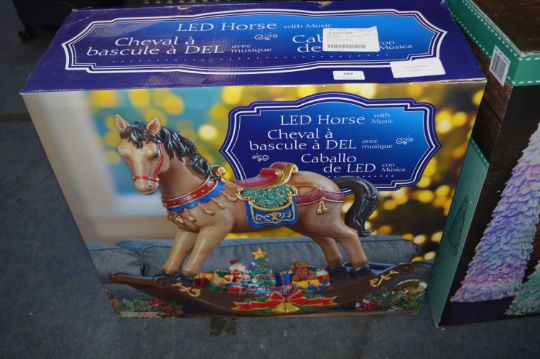 LED Horse with Music
Cheval à
bascule à DEL avec musique
Caballo
de LED con Música
LED Horse with Music
Cheval à
bascule à DEL avec musique
Caballo
de LED con Música